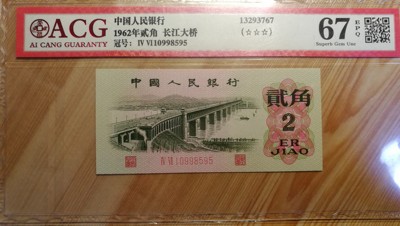 ACG
AI CANG GUARANTY
中国人民银行
1962年贰角 长江大桥
冠号: IV VI10998595
13293767
(☆☆☆)
67 EPQ
Superb Gem Unc
中国人民银行
贰角
2
ER
JIAO
IV VI 10998595